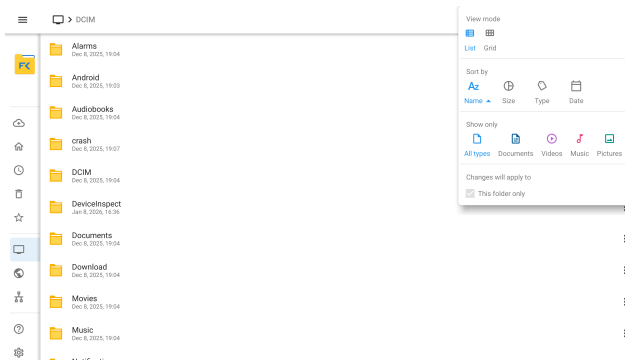 DCIM
FX
Alarms
Dec 8, 2025, 19:04
Android
Dec 8, 2025, 19:03
Audiobooks
Dec 8, 2025, 19:04
crash
Dec 8, 2025, 19:07
DCIM
Dec 8, 2025, 19:04
DeviceInspect
Jan 8, 2026, 16:36
Documents
Dec 8, 2025, 19:04
Download
Dec 8, 2025, 19:04
Movies
Dec 8, 2025, 19:04
Music
Dec 8, 2025, 19:04
View mode
List Grid
Sort by
Name Size Type Date
Show only
All types Documents Videos Music Pictures
Changes will apply to
This folder only